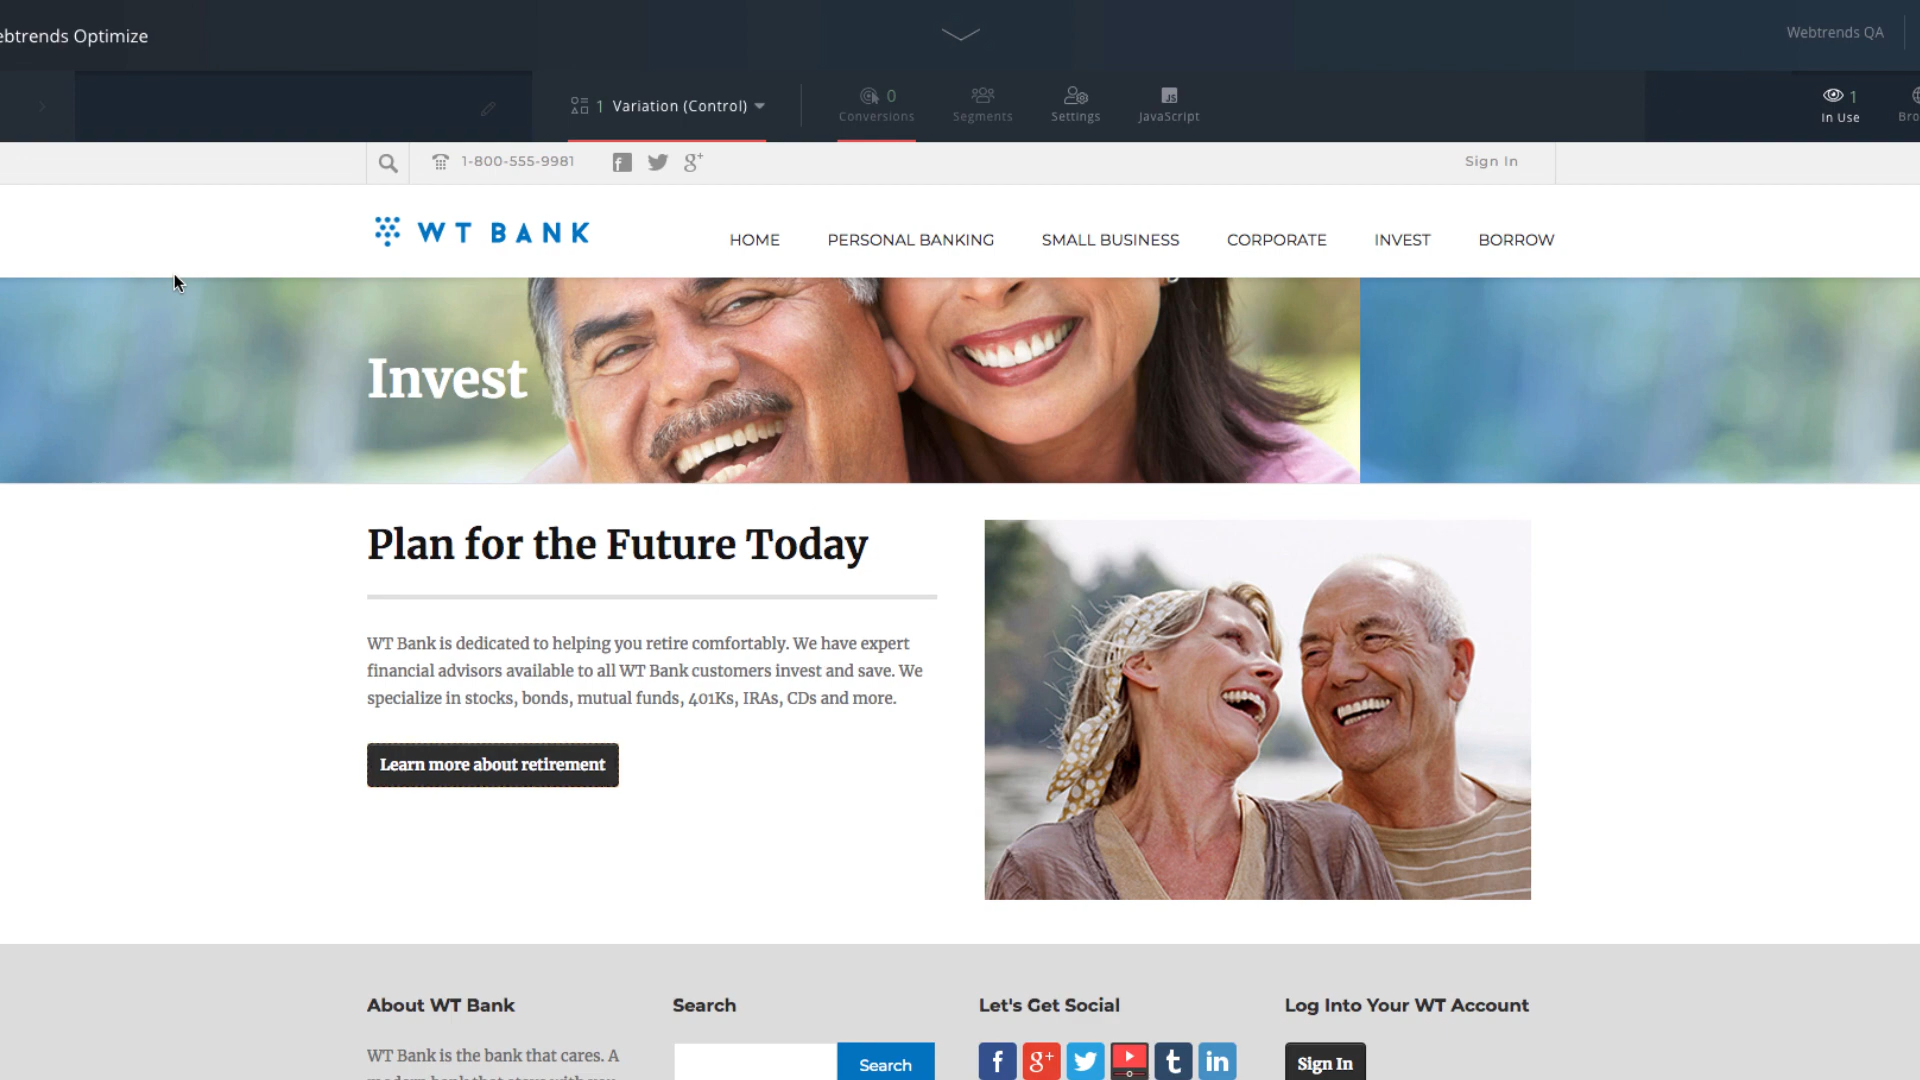 ebtrends Optimize
Webtrends QA
1 Variation (Control)
0
Conversions
Segments
Settings
JS
JavaScript
1
In Use
Bro
1-800-555-9981
f
g+
Sign In
WT BANK
HOME
PERSONAL BANKING
SMALL BUSINESS
CORPORATE
INVEST
BORROW
Invest
Plan for the Future Today
WT Bank is dedicated to helping you retire comfortably. We have expert
financial advisors available to all WT Bank customers invest and save. We
specialize in stocks, bonds, mutual funds, 401Ks, IRAs, CDs and more.
Learn more about retirement
About WT Bank
Search
Let's Get Social
Log Into Your WT Account
WT Bank is the bank that cares. A
Search
f
g+
t
in
Sign In